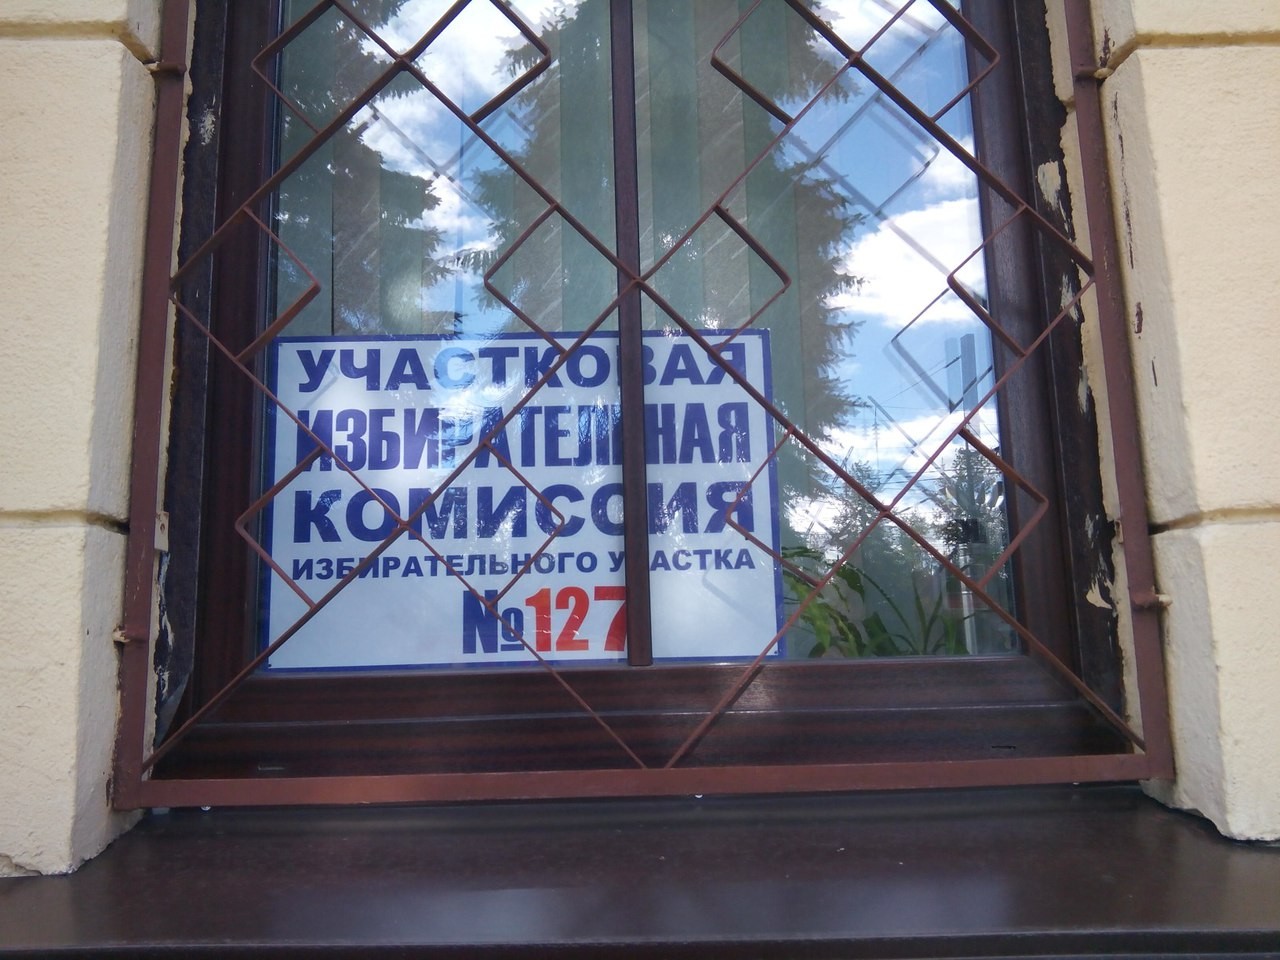 УЧАСТКОВАЯ
ИЗБИРАТЕЛЬНАЯ
КОМИССИЯ
ИЗБИРАТЕЛЬНОГО УЧАСТКА
№127